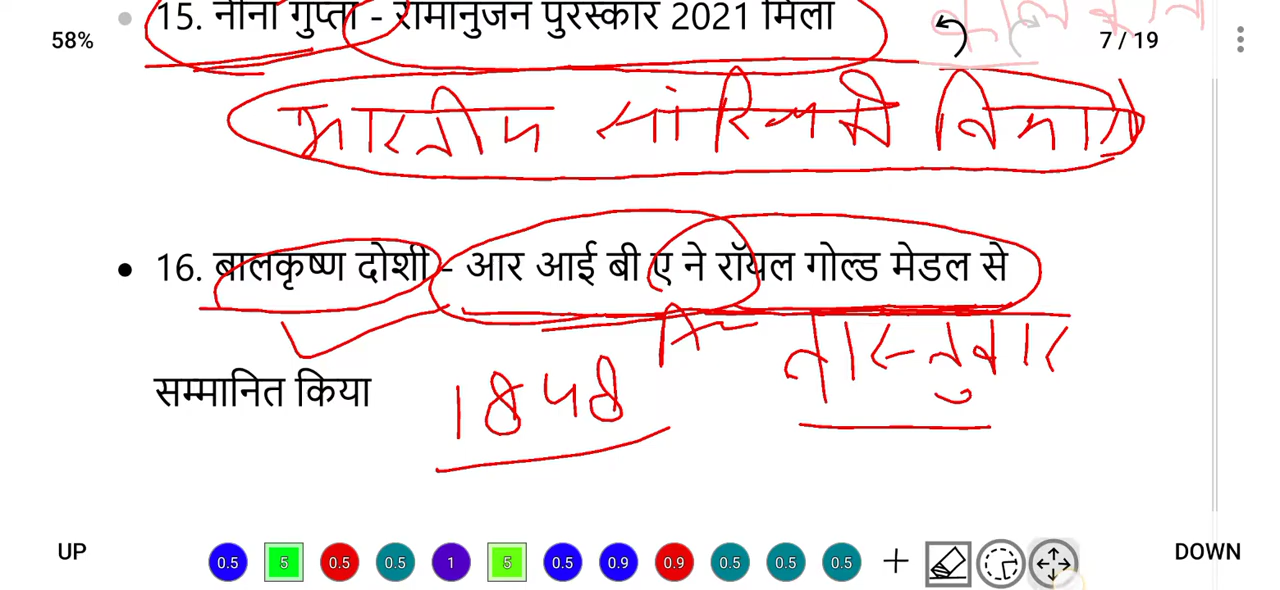 58%
15. नीना गुप्ता - रामानुजन पुरस्कार 2021 मिला
7 / 19
भारतीय सांख्यिकी विभाग
• 16. बालकृष्ण दोशी - आर आई बी ए ने रॉयल गोल्ड मेडल से
वास्तुकार
सम्मानित किया
1848
UP
0.5 5 0.5 0.5 1 5 0.5 0.9 0.9 0.5 0.5 0.5
DOWN